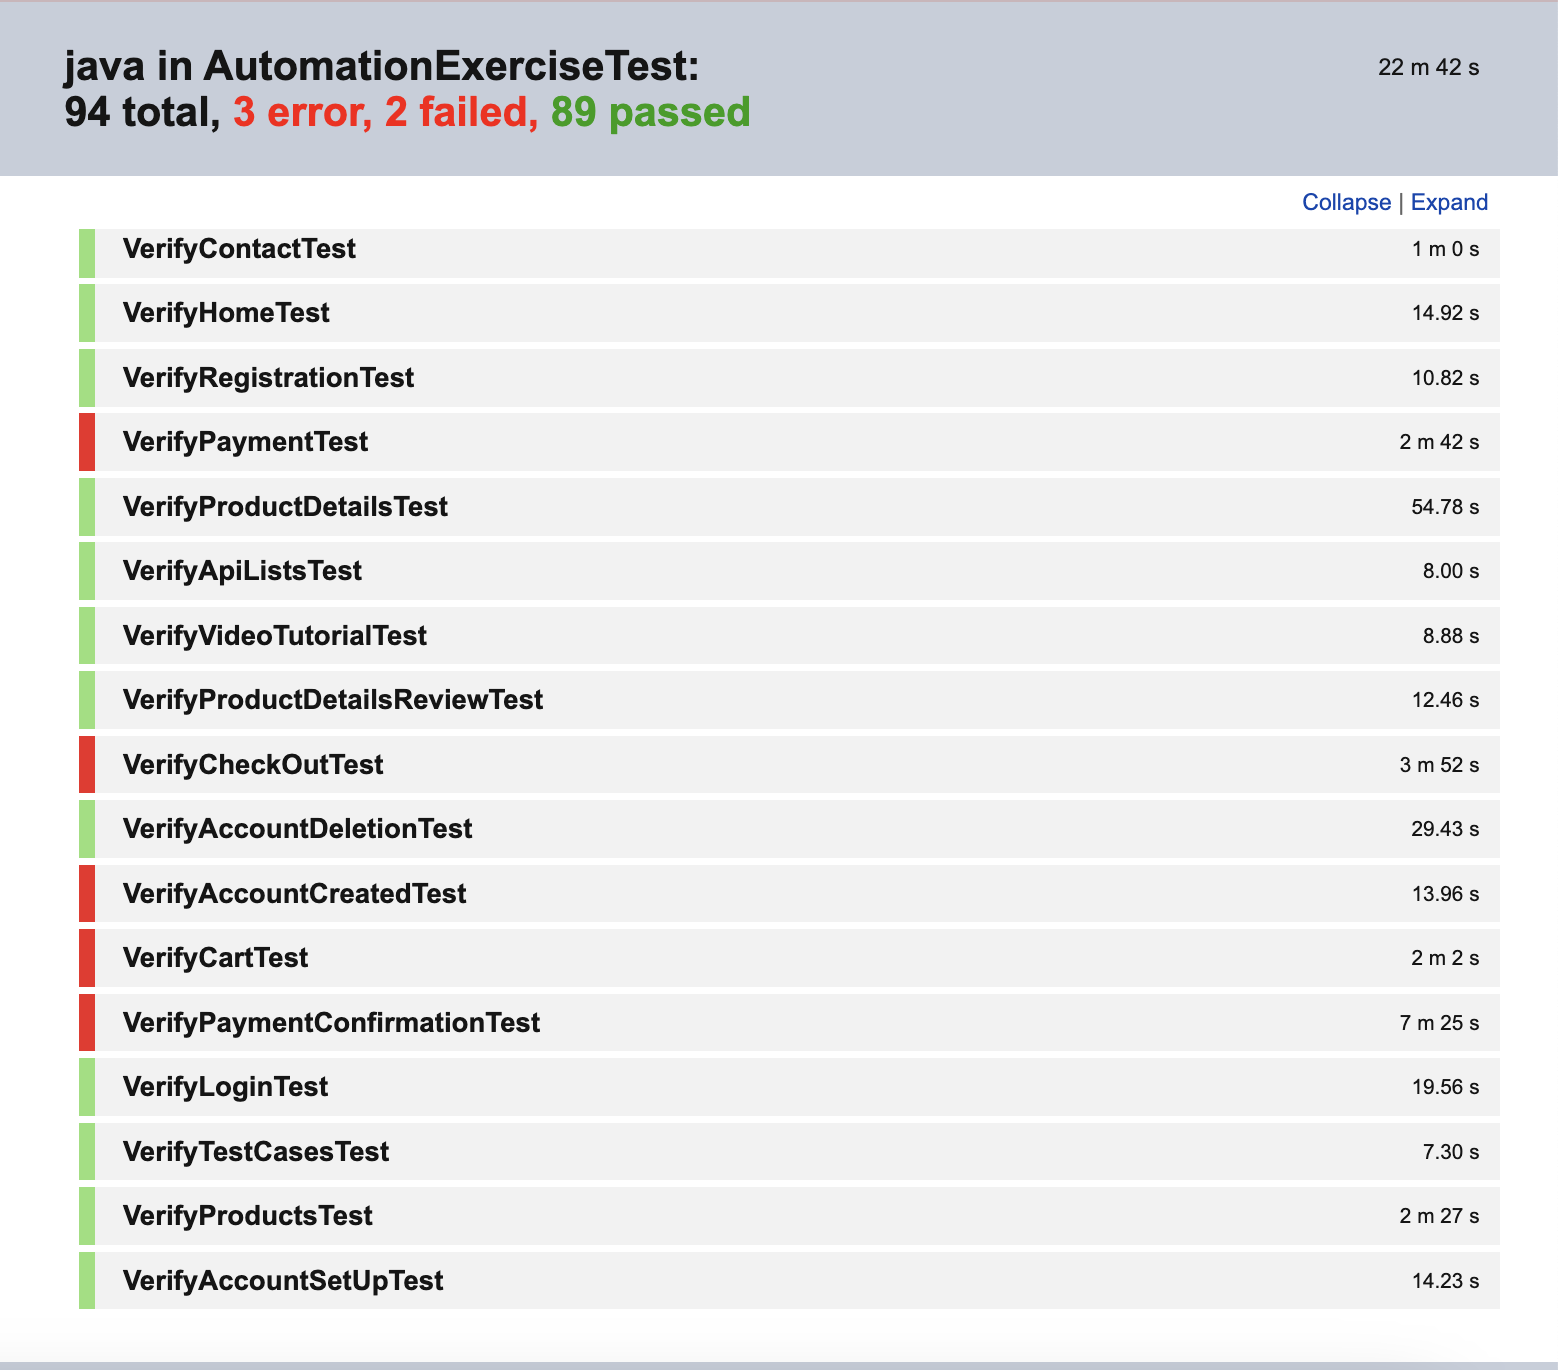 java in AutomationExerciseTest: 22 m 42 s
94 total, 3 error, 2 failed, 89 passed
Collapse | Expand
VerifyContactTest 1 m 0 s
VerifyHomeTest 14.92 s
VerifyRegistrationTest 10.82 s
VerifyPaymentTest 2 m 42 s
VerifyProductDetailsTest 54.78 s
VerifyApiListsTest 8.00 s
VerifyVideoTutorialTest 8.88 s
VerifyProductDetailsReviewTest 12.46 s
VerifyCheckOutTest 3 m 52 s
VerifyAccountDeletionTest 29.43 s
VerifyAccountCreatedTest 13.96 s
VerifyCartTest 2 m 2 s
VerifyPaymentConfirmationTest 7 m 25 s
VerifyLoginTest 19.56 s
VerifyTestCasesTest 7.30 s
VerifyProductsTest 2 m 27 s
VerifyAccountSetUpTest 14.23 s